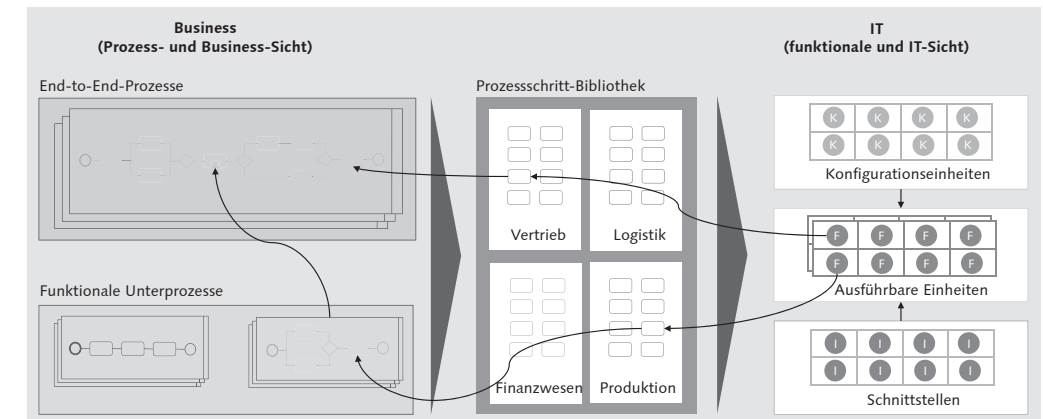 Business
(Prozess- und Business-Sicht)
IT
(funktionale und IT-Sicht)
End-to-End-Prozesse
Prozessschritt-Bibliothek
K K K K
K K K K
Konfigurationseinheiten
Vertrieb
Logistik
F F F F
F F F F
Ausführbare Einheiten
Funktionale Unterprozesse
I I I I
I I I I
Finanzwesen
Produktion
Schnittstellen